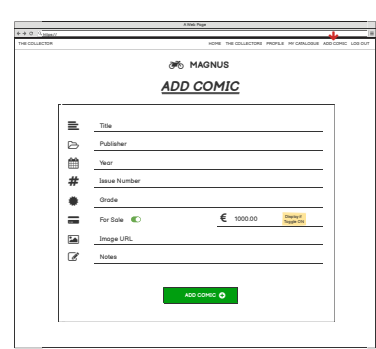 A Web Page
https://
THE COLLECTOR HOME THE COLLECTORS PROFILE MY CATALOGUE ADD COMIC LOG OUT
MAGNUS
ADD COMIC
Title
Publisher
Year
# Issue Number
Grade
For Sale € 1000.00 Display if Toggle ON
Image URL
Notes
ADD COMIC